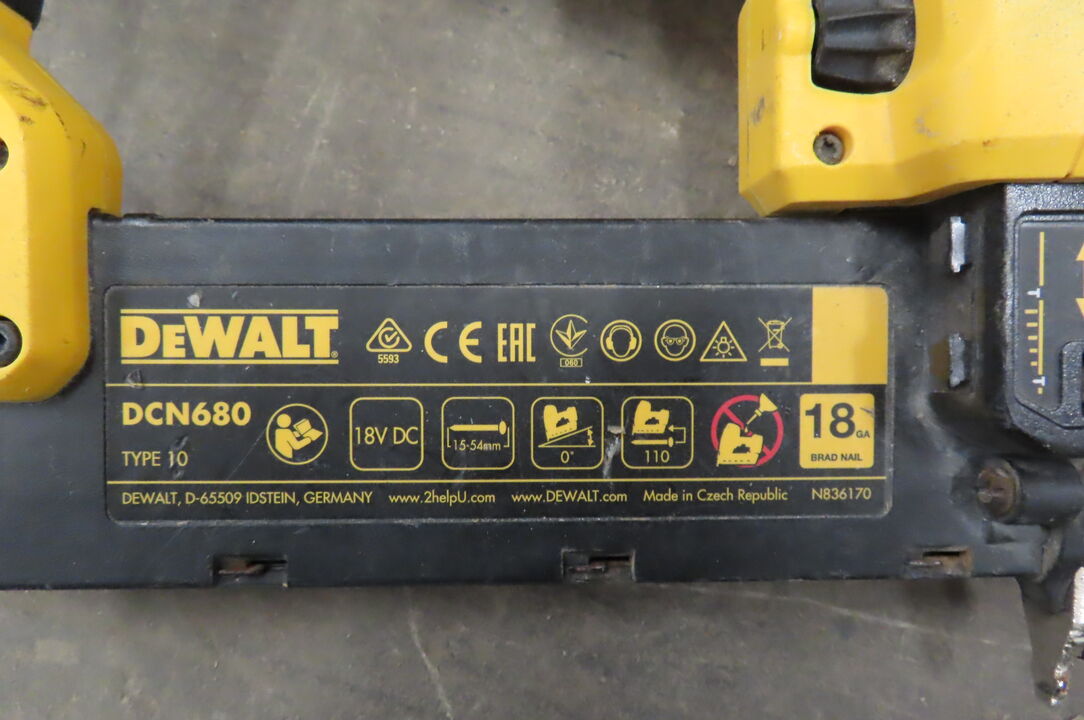 DEWALT®
5593
CE
EAC
060
DCN680
TYPE 10
18V DC
15-54mm
0°
110
18 GA
BRAD NAIL
DEWALT, D-65509 IDSTEIN, GERMANY www.2helpU.com www.DEWALT.com Made in Czech Republic N836170
T
T